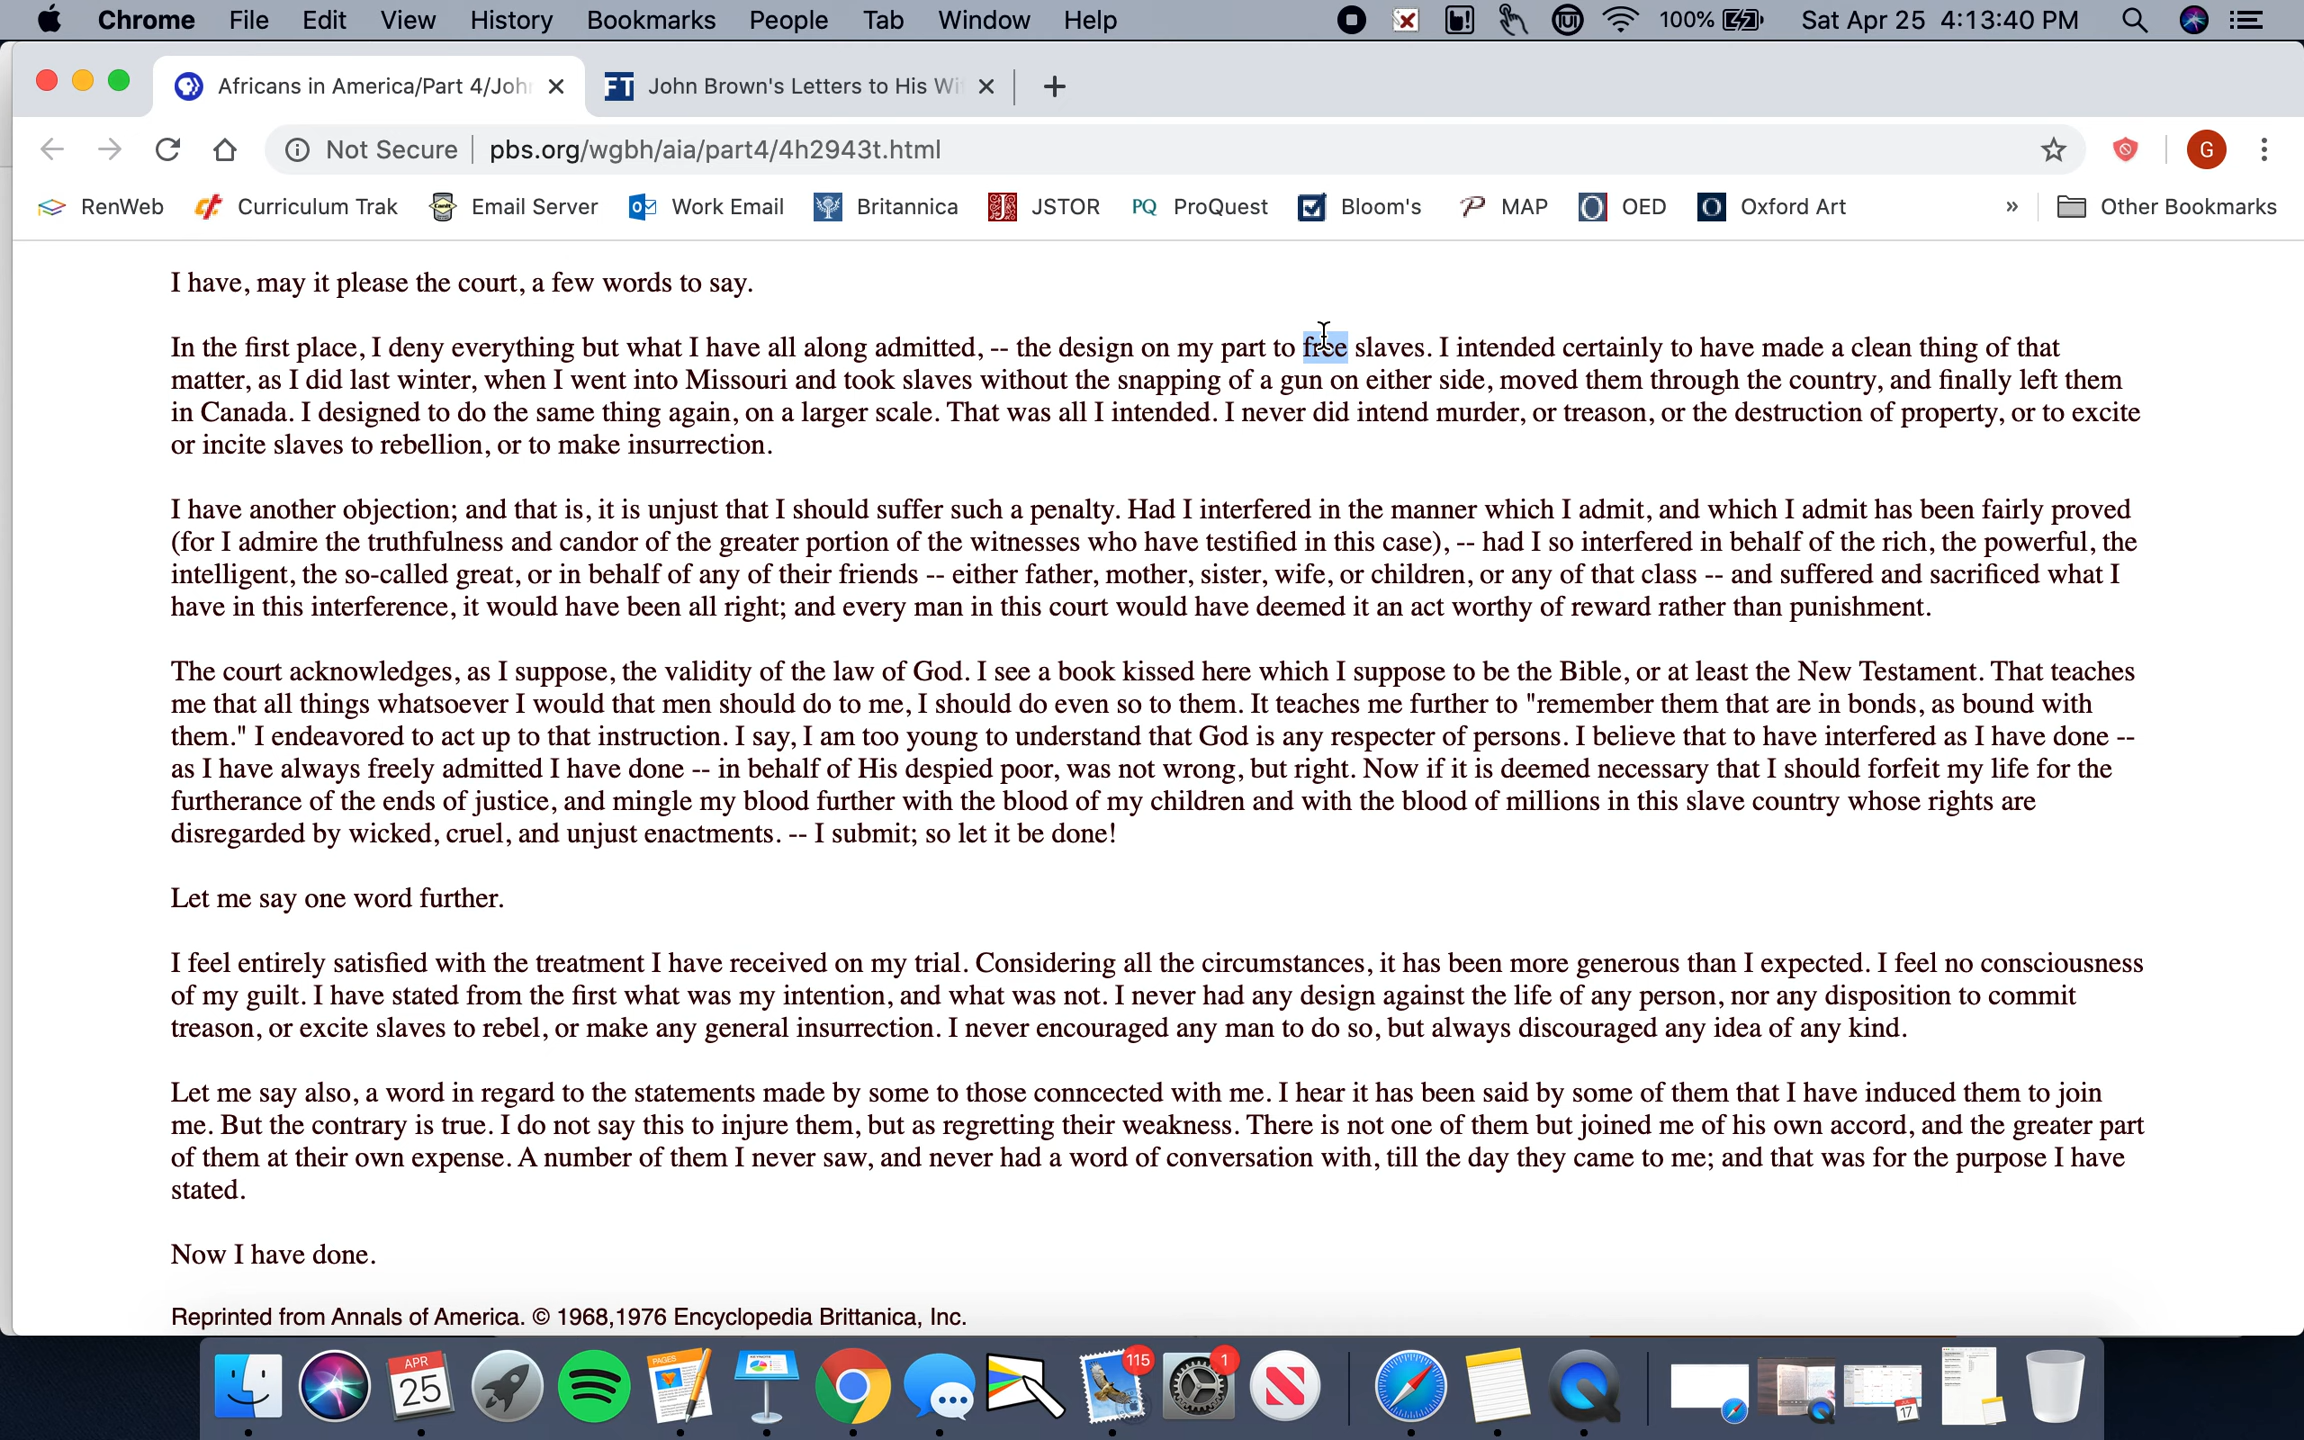 Chrome File Edit View History Bookmarks People Tab Window Help 100% Sat Apr 25 4:13:40 PM
Africans in America/Part 4/Joh John Brown's Letters to His Wi
Not Secure pbs.org/wgbh/aia/part4/4h2943t.html G
RenWeb Curriculum Trak Email Server Work Email Britannica JSTOR PQ ProQuest Bloom's MAP OED Oxford Art » Other Bookmarks
I have, may it please the court, a few words to say.
In the first place, I deny everything but what I have all along admitted, -- the design on my part to free slaves. I intended certainly to have made a clean thing of that
matter, as I did last winter, when I went into Missouri and took slaves without the snapping of a gun on either side, moved them through the country, and finally left them
in Canada. I designed to do the same thing again, on a larger scale. That was all I intended. I never did intend murder, or treason, or the destruction of property, or to excite
or incite slaves to rebellion, or to make insurrection.
I have another objection; and that is, it is unjust that I should suffer such a penalty. Had I interfered in the manner which I admit, and which I admit has been fairly proved
(for I admire the truthfulness and candor of the greater portion of the witnesses who have testified in this case), -- had I so interfered in behalf of the rich, the powerful, the
intelligent, the so-called great, or in behalf of any of their friends -- either father, mother, sister, wife, or children, or any of that class -- and suffered and sacrificed what I
have in this interference, it would have been all right; and every man in this court would have deemed it an act worthy of reward rather than punishment.
The court acknowledges, as I suppose, the validity of the law of God. I see a book kissed here which I suppose to be the Bible, or at least the New Testament. That teaches
me that all things whatsoever I would that men should do to me, I should do even so to them. It teaches me further to "remember them that are in bonds, as bound with
them." I endeavored to act up to that instruction. I say, I am too young to understand that God is any respecter of persons. I believe that to have interfered as I have done --
as I have always freely admitted I have done -- in behalf of His despied poor, was not wrong, but right. Now if it is deemed necessary that I should forfeit my life for the
furtherance of the ends of justice, and mingle my blood further with the blood of my children and with the blood of millions in this slave country whose rights are
disregarded by wicked, cruel, and unjust enactments. -- I submit; so let it be done!
Let me say one word further.
I feel entirely satisfied with the treatment I have received on my trial. Considering all the circumstances, it has been more generous than I expected. I feel no consciousness
of my guilt. I have stated from the first what was my intention, and what was not. I never had any design against the life of any person, nor any disposition to commit
treason, or excite slaves to rebel, or make any general insurrection. I never encouraged any man to do so, but always discouraged any idea of any kind.
Let me say also, a word in regard to the statements made by some to those conncected with me. I hear it has been said by some of them that I have induced them to join
me. But the contrary is true. I do not say this to injure them, but as regretting their weakness. There is not one of them but joined me of his own accord, and the greater part
of them at their own expense. A number of them I never saw, and never had a word of conversation with, till the day they came to me; and that was for the purpose I have
stated.
Now I have done.
Reprinted from Annals of America. © 1968,1976 Encyclopedia Brittanica, Inc.
APR
25
PAGES
115
1
17